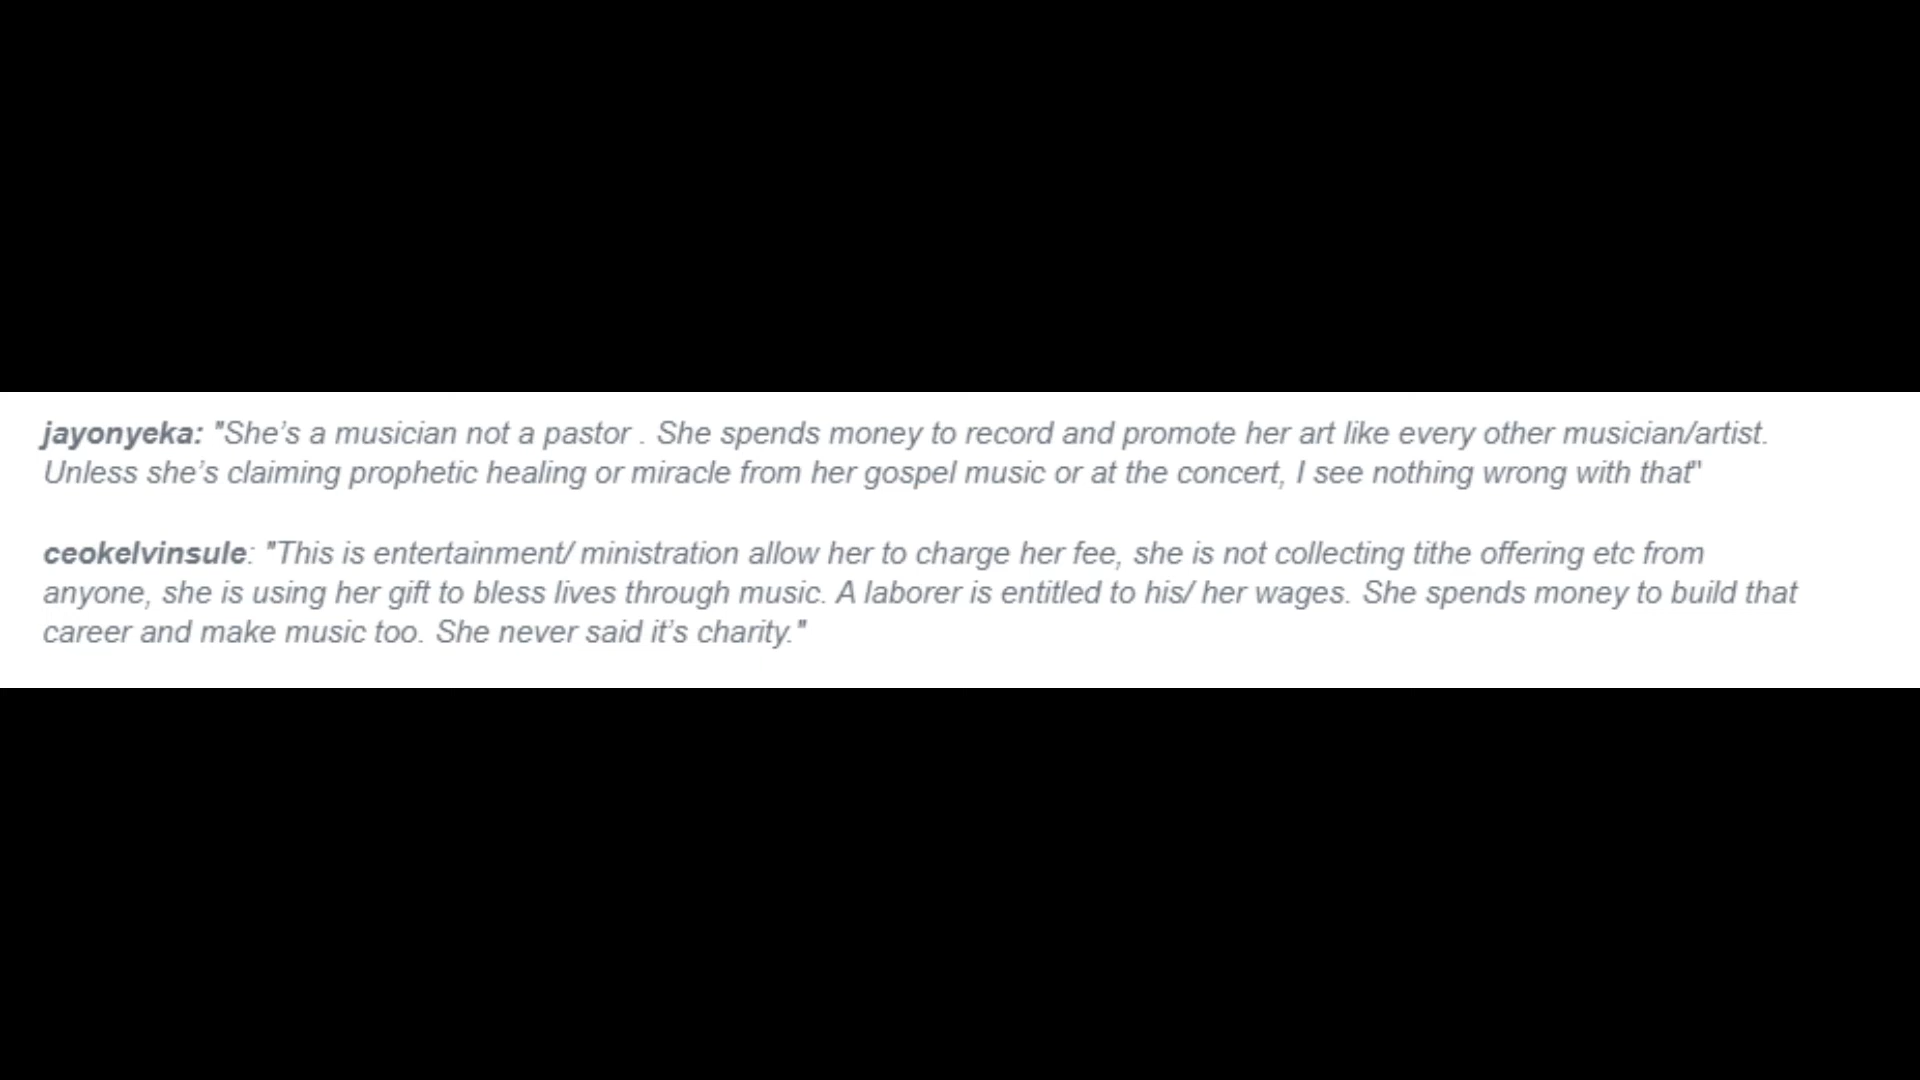 jayonyeka: "She’s a musician not a pastor . She spends money to record and promote her art like every other musician/artist.
Unless she’s claiming prophetic healing or miracle from her gospel music or at the concert, I see nothing wrong with that"
ceokelvinsule: "This is entertainment/ ministration allow her to charge her fee, she is not collecting tithe offering etc from
anyone, she is using her gift to bless lives through music. A laborer is entitled to his/ her wages. She spends money to build that
career and make music too. She never said it’s charity."